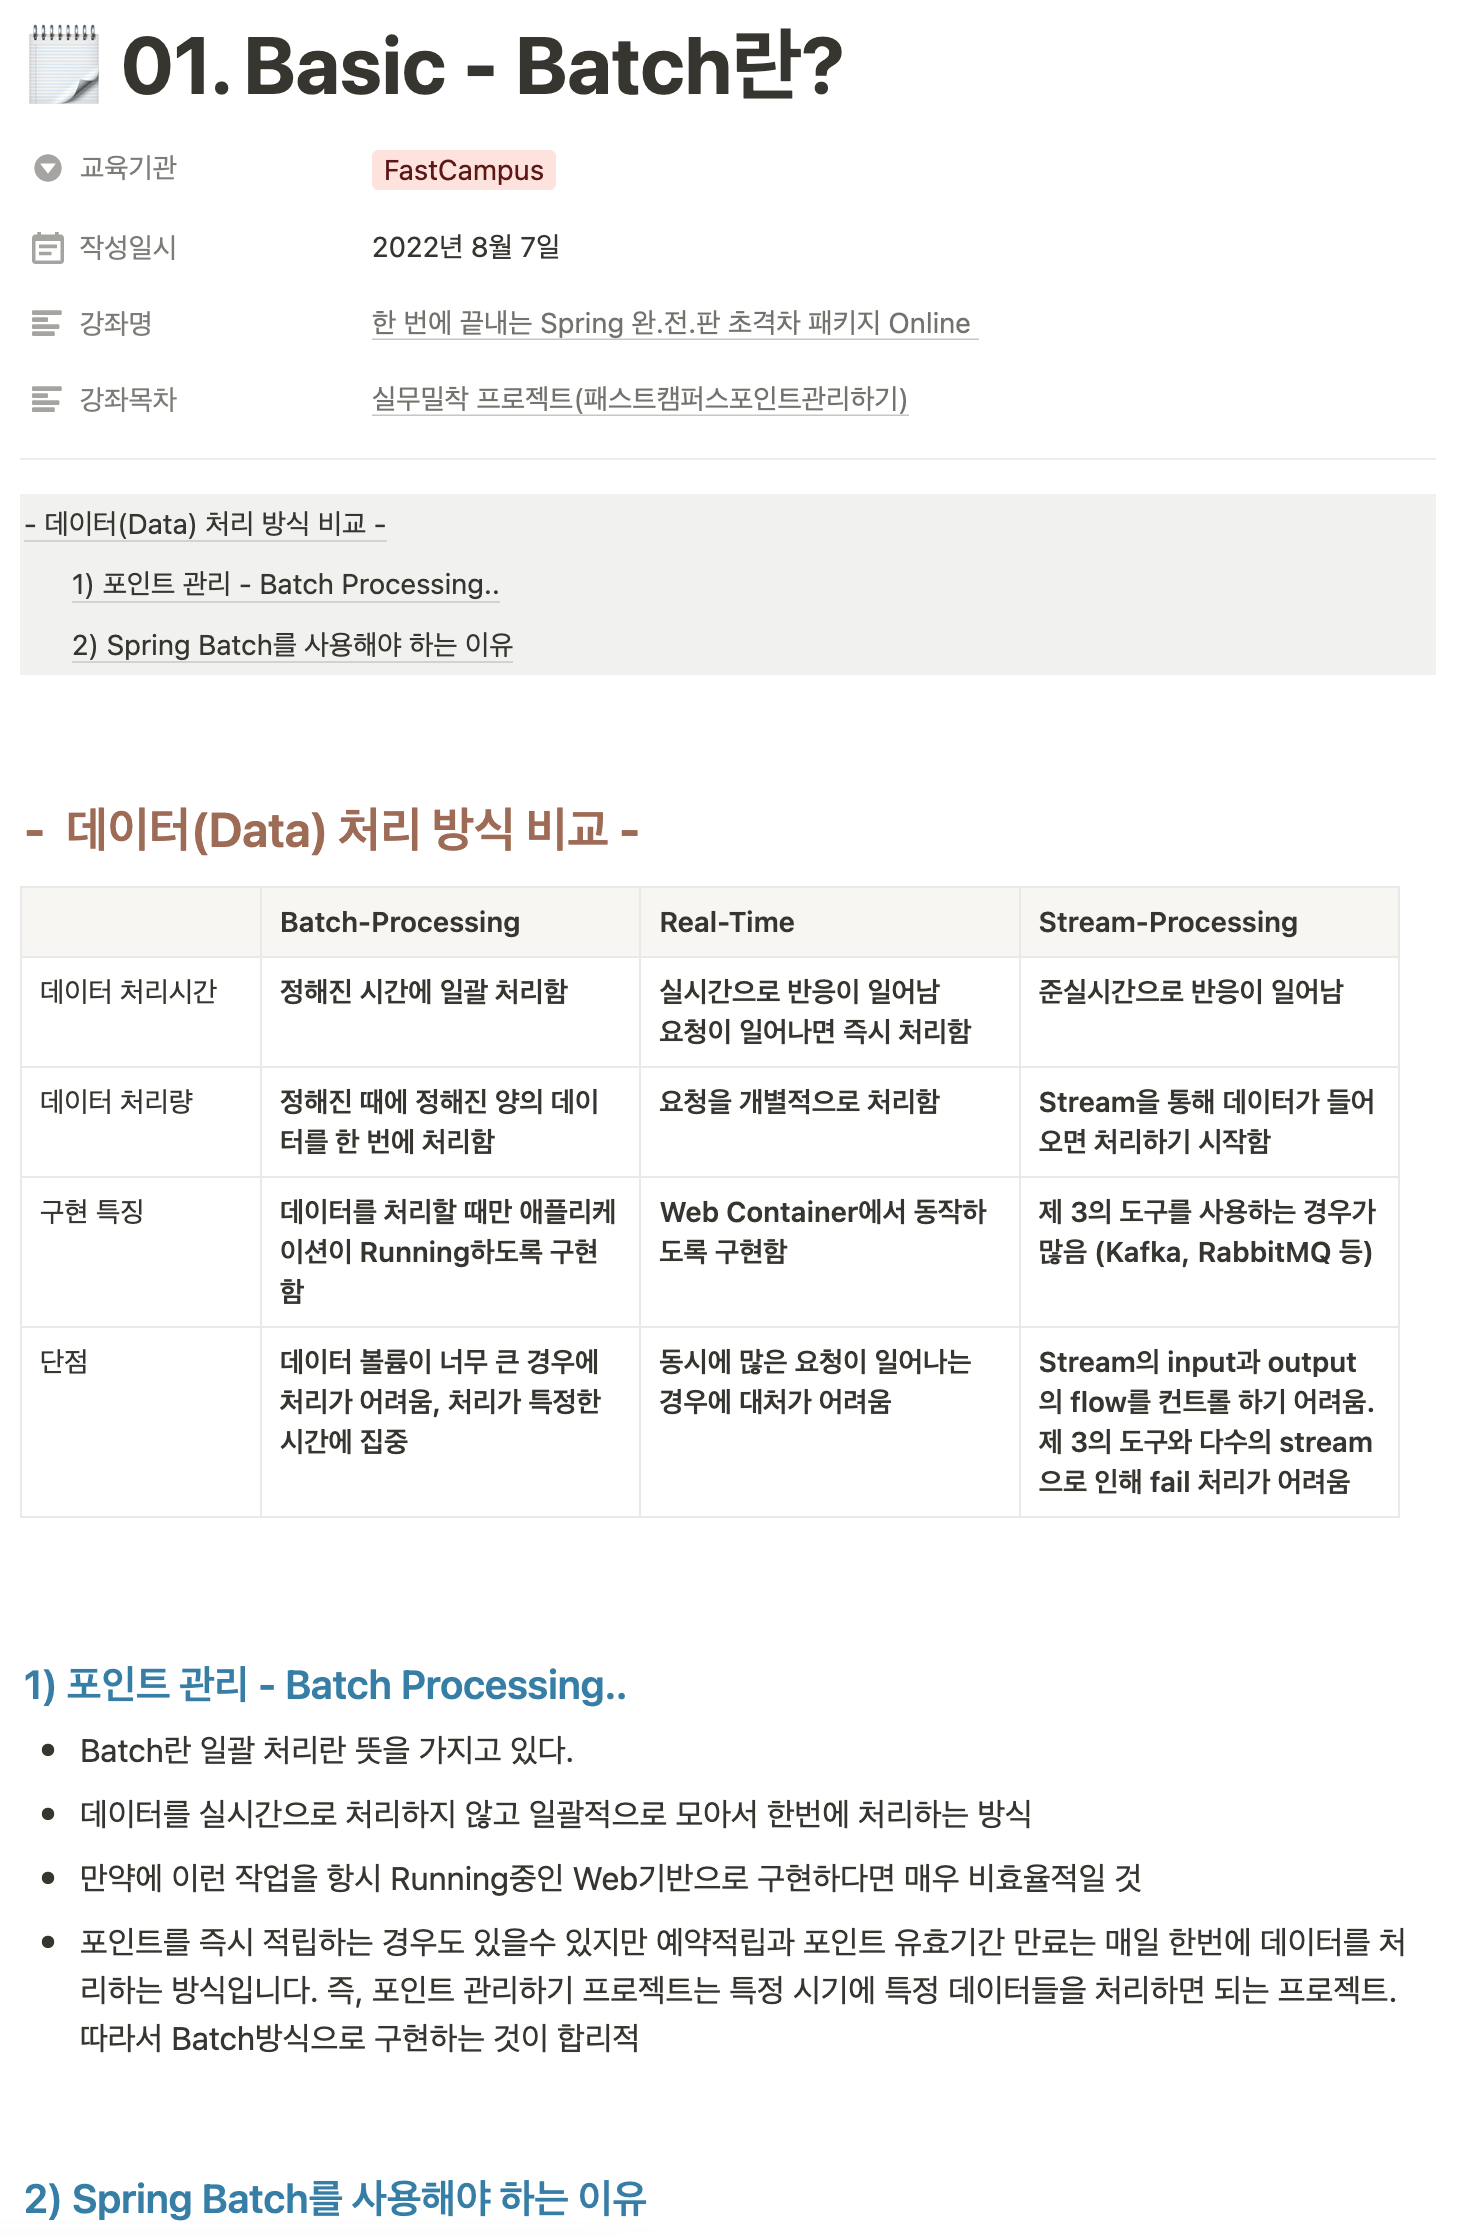 01. Basic - Batch란?
교육기관 FastCampus
작성일시 2022년 8월 7일
강좌명 한 번에 끝내는 Spring 완.전.판 초격차 패키지 Online
강좌목차 실무밀착 프로젝트(패스트캠퍼스포인트관리하기)
- 데이터(Data) 처리 방식 비교 -
1) 포인트 관리 - Batch Processing..
2) Spring Batch를 사용해야 하는 이유
- 데이터(Data) 처리 방식 비교 -
Batch-Processing Real-Time Stream-Processing
데이터 처리시간
정해진 시간에 일괄 처리함
실시간으로 반응이 일어남
요청이 일어나면 즉시 처리함
준실시간으로 반응이 일어남
데이터 처리량
정해진 때에 정해진 양의 데이
터를 한 번에 처리함
요청을 개별적으로 처리함
Stream을 통해 데이터가 들어
오면 처리하기 시작함
구현 특징
데이터를 처리할 때만 애플리케
이션이 Running하도록 구현
함
Web Container에서 동작하
도록 구현함
제 3의 도구를 사용하는 경우가
많음 (Kafka, RabbitMQ 등)
단점
데이터 볼륨이 너무 큰 경우에
처리가 어려움, 처리가 특정한
시간에 집중
동시에 많은 요청이 일어나는
경우에 대처가 어려움
Stream의 input과 output
의 flow를 컨트롤 하기 어려움.
제 3의 도구와 다수의 stream
으로 인해 fail 처리가 어려움
1) 포인트 관리 - Batch Processing..
• Batch란 일괄 처리란 뜻을 가지고 있다.
• 데이터를 실시간으로 처리하지 않고 일괄적으로 모아서 한번에 처리하는 방식
• 만약에 이런 작업을 항시 Running중인 Web기반으로 구현하다면 매우 비효율적일 것
• 포인트를 즉시 적립하는 경우도 있을수 있지만 예약적립과 포인트 유효기간 만료는 매일 한번에 데이터를 처
리하는 방식입니다. 즉, 포인트 관리하기 프로젝트는 특정 시기에 특정 데이터들을 처리하면 되는 프로젝트.
따라서 Batch방식으로 구현하는 것이 합리적
2) Spring Batch를 사용해야 하는 이유